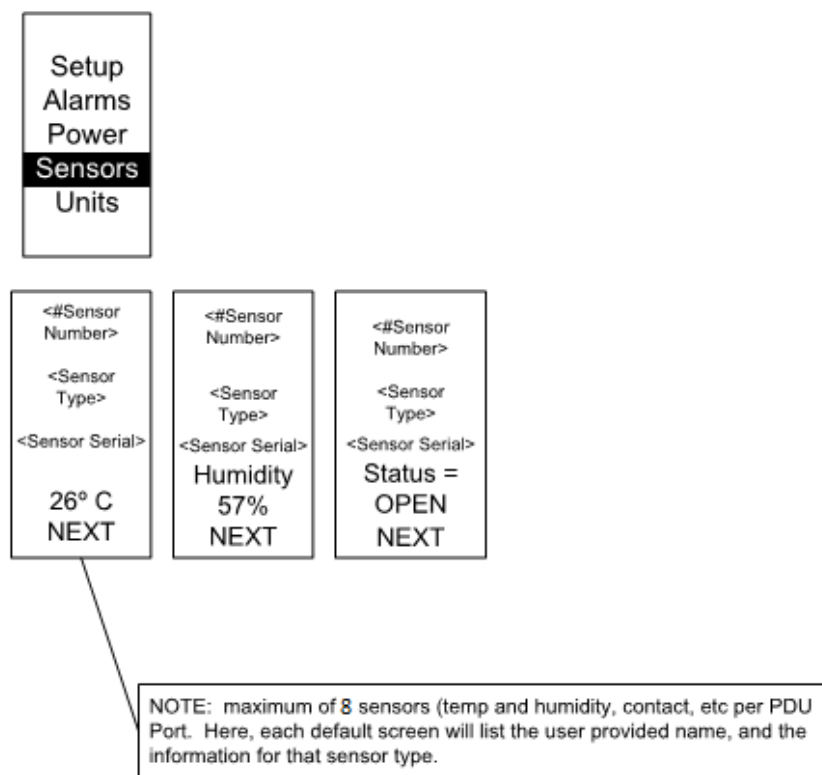 Setup
Alarms
Power
Sensors
Units
<#Sensor
Number>
<Sensor
Type>
<Sensor Serial>
26º C
NEXT
<#Sensor
Number>
<Sensor
Type>
<Sensor Serial>
Humidity
57%
NEXT
<#Sensor
Number>
<Sensor
Type>
<Sensor Serial>
Status =
OPEN
NEXT
NOTE: maximum of 8 sensors (temp and humidity, contact, etc per PDU
Port. Here, each default screen will list the user provided name, and the
information for that sensor type.